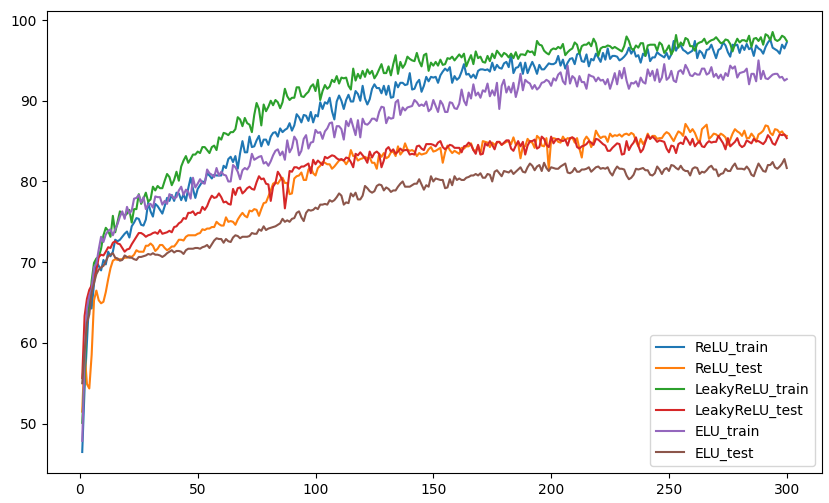 100
90
80
70
60
50
0 50 100 150 200 250 300
ReLU_train
ReLU_test
LeakyReLU_train
LeakyReLU_test
ELU_train
ELU_test